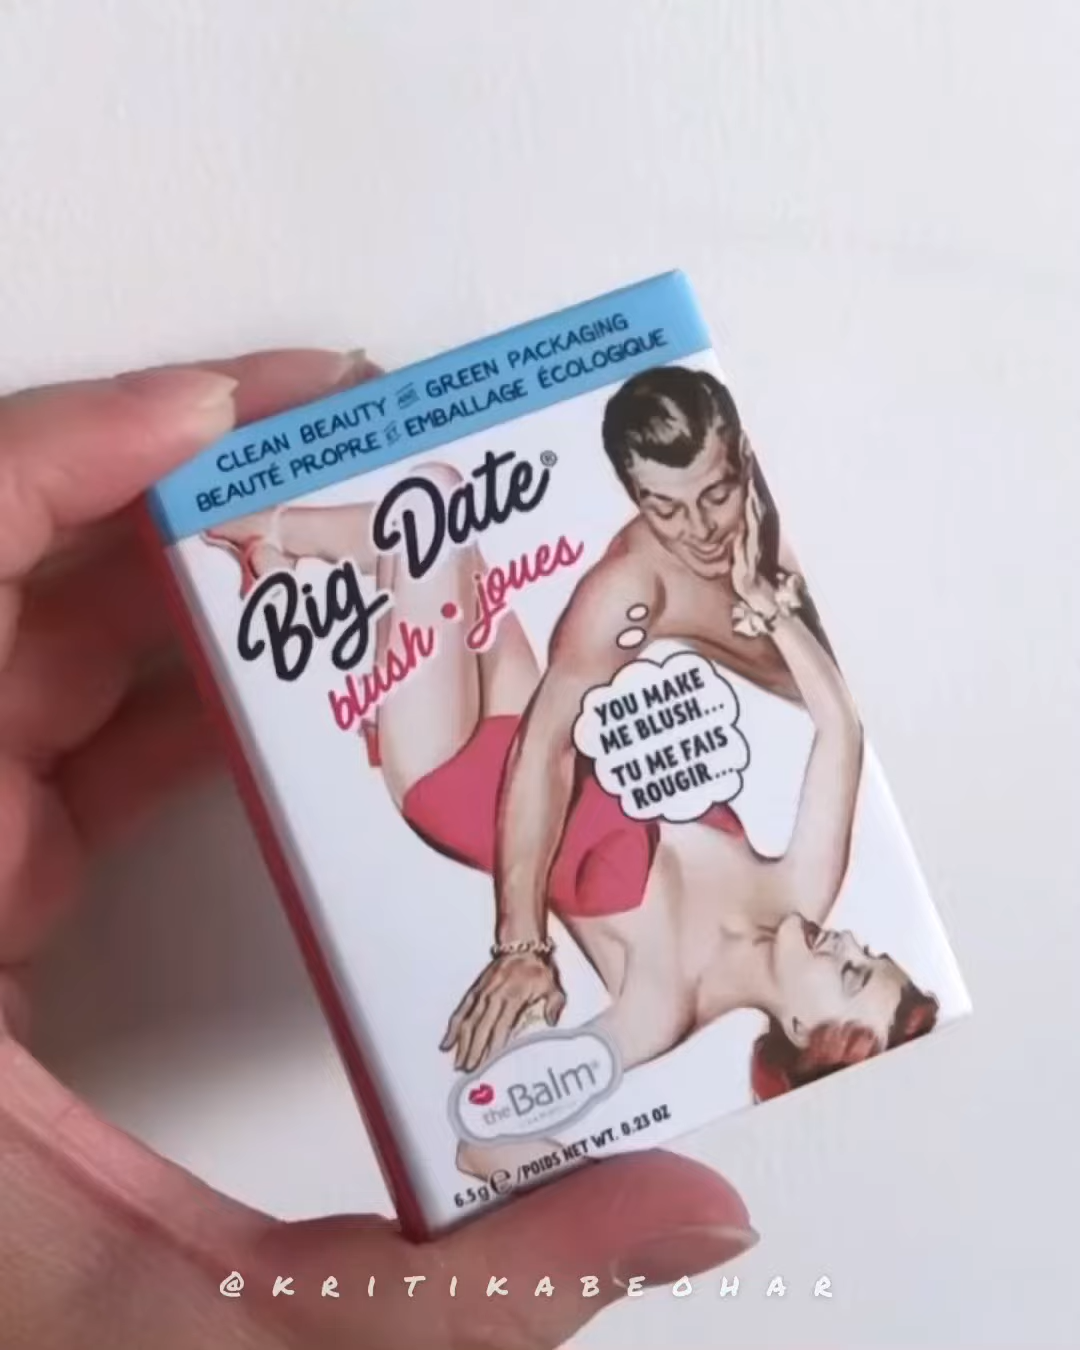 CLEAN BEAUTY AND GREEN PACKAGING
BEAUTÉ PROPRE ET EMBALLAGE ÉCOLOGIQUE
Big Date®
blush • joues
YOU MAKE
ME BLUSH...
TU ME FAIS
ROUGIR...
theBalm®
6.5g e/POIDS NET WT. 0.23 OZ
@KRITIKABEOHAR